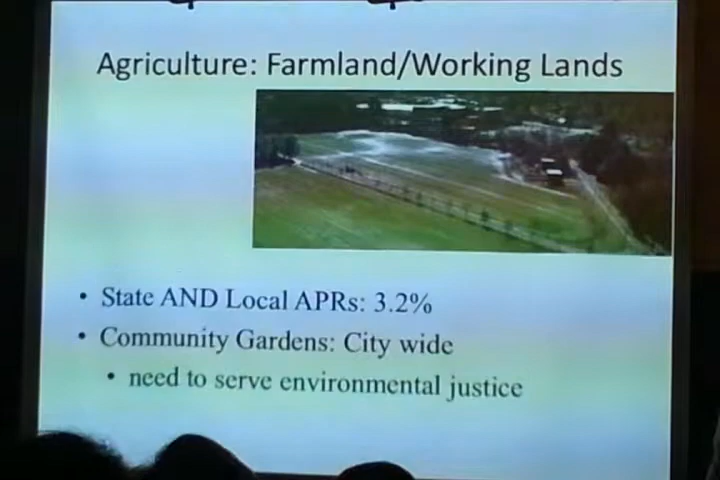 Agriculture: Farmland/Working Lands
• State AND Local APRs: 3.2%
• Community Gardens: City wide
• need to serve environmental justice